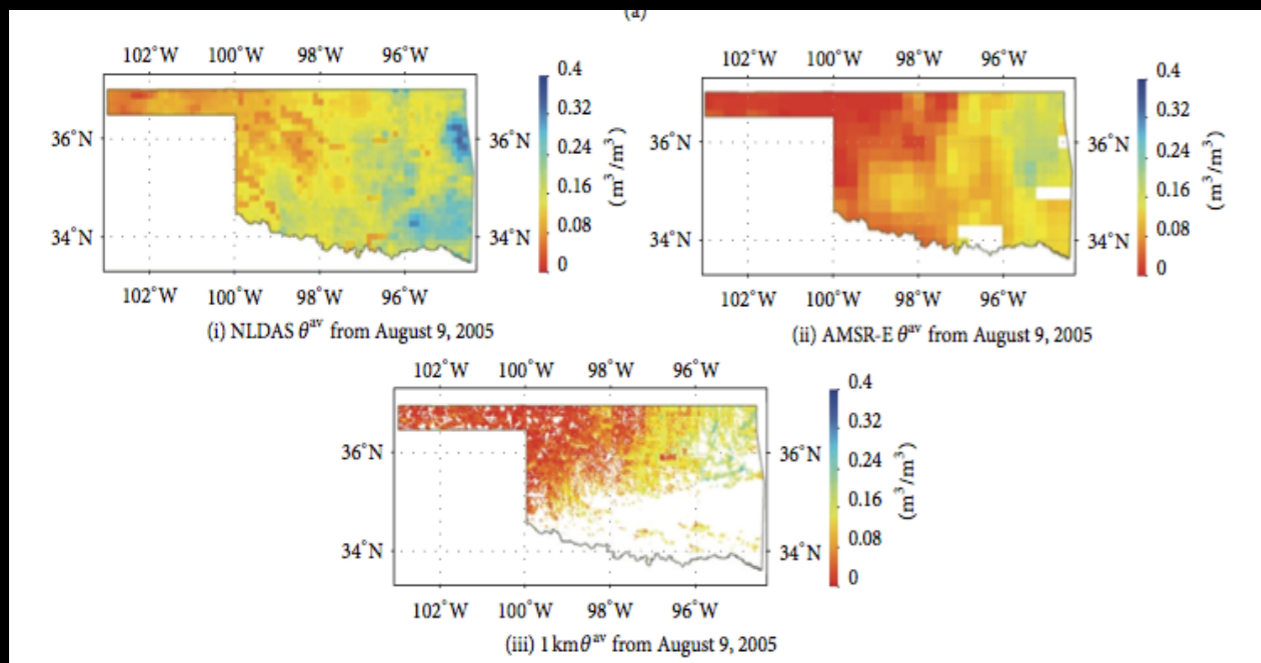 (a)
102°W 100°W 98°W 96°W
36°N 36°N
34°N 34°N
102°W 100°W 98°W 96°W
0.4
0.32
0.24
0.16
0.08
0
(m³/m³)
(i) NLDAS θᵃᵛ from August 9, 2005
102°W 100°W 98°W 96°W
36°N 36°N
34°N 34°N
102°W 100°W 98°W 96°W
0.4
0.32
0.24
0.16
0.08
0
(m³/m³)
(ii) AMSR-E θᵃᵛ from August 9, 2005
102°W 100°W 98°W 96°W
36°N 36°N
34°N 34°N
102°W 100°W 98°W 96°W
0.4
0.32
0.24
0.16
0.08
0
(m³/m³)
(iii) 1 kmθᵃᵛ from August 9, 2005